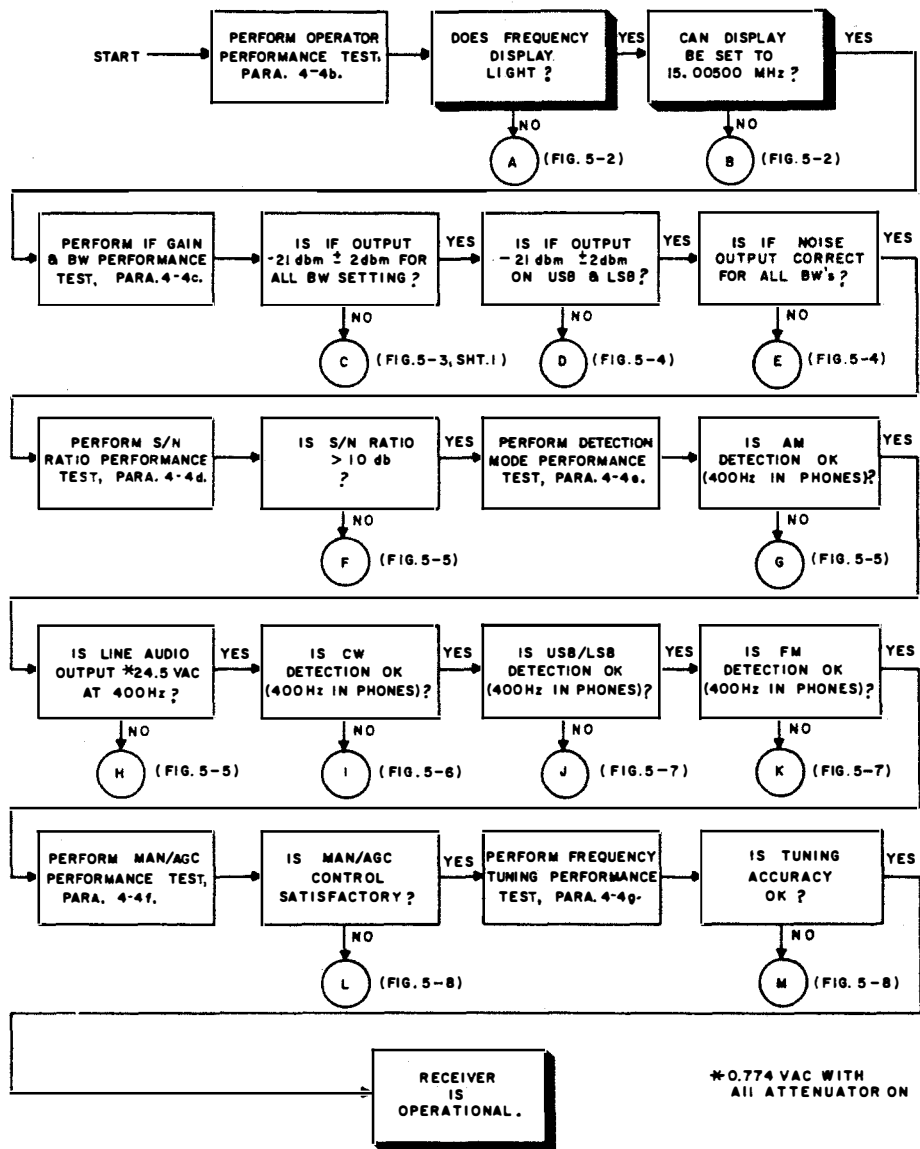 START
PERFORM OPERATOR
PERFORMANCE TEST.
PARA. 4-4b.
DOES FREQUENCY
DISPLAY
LIGHT ?
YES
CAN DISPLAY
BE SET TO
15.00500 MHz ?
YES
NO
NO
A
(FIG. 5-2)
B
(FIG. 5-2)
PERFORM IF GAIN
& BW PERFORMANCE
TEST, PARA. 4-4c.
IS IF OUTPUT
-21 dbm ± 2dbm FOR
ALL BW SETTING ?
YES
IS IF OUTPUT
-21 dbm ±2dbm
ON USB & LSB?
YES
IS IF NOISE
OUTPUT CORRECT
FOR ALL BW's ?
YES
NO
NO
NO
C
(FIG.5-3, SHT.1)
D
(FIG. 5-4)
E
(FIG. 5-4)
PERFORM S/N
RATIO PERFORMANCE
TEST, PARA. 4-4d.
IS S/N RATIO
> 10 db
?
YES
PERFORM DETECTION
MODE PERFORMANCE
TEST, PARA. 4-4e.
IS AM
DETECTION OK
(400Hz IN PHONES)?
YES
NO
NO
F
(FIG. 5-5)
G
(FIG. 5-5)
IS LINE AUDIO
OUTPUT *24.5 VAC
AT 400Hz ?
YES
IS CW
DETECTION OK
(400Hz IN PHONES)?
YES
IS USB/LSB
DETECTION OK
(400Hz IN PHONES)?
YES
IS FM
DETECTION OK
(400Hz IN PHONES)?
YES
NO
NO
NO
NO
H
(FIG. 5-5)
I
(FIG. 5-6)
J
(FIG. 5-7)
K
(FIG. 5-7)
PERFORM MAN/AGC
PERFORMANCE TEST,
PARA. 4-4f.
IS MAN/AGC
CONTROL
SATISFACTORY ?
YES
PERFORM FREQUENCY
TUNING PERFORMANCE
TEST, PARA. 4-4g.
IS TUNING
ACCURACY
OK ?
YES
NO
NO
L
(FIG. 5-8)
M
(FIG. 5-8)
RECEIVER
IS
OPERATIONAL.
*0.774 VAC WITH
All ATTENUATOR ON